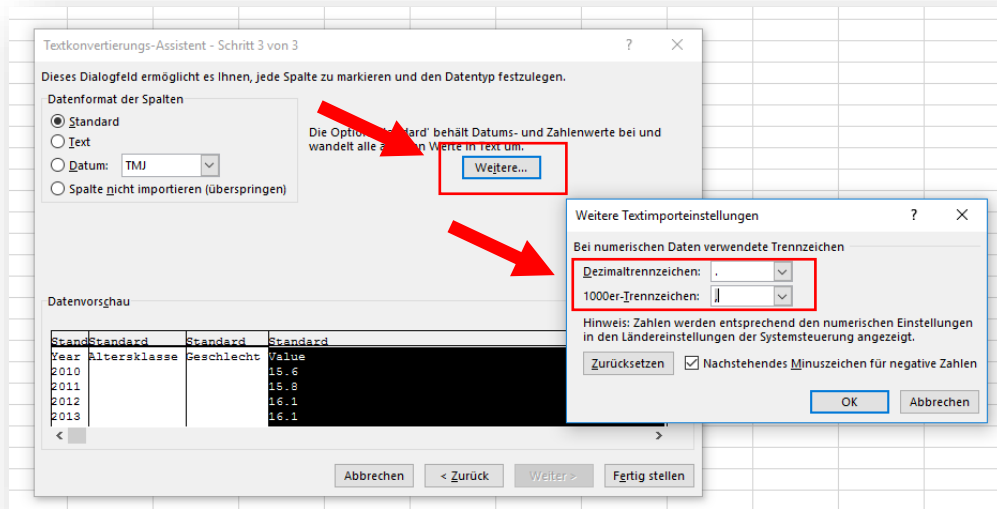 Textkonvertierungs-Assistent - Schritt 3 von 3
Dieses Dialogfeld ermöglicht es Ihnen, jede Spalte zu markieren und den Datentyp festzulegen.
Datenformat der Spalten
Standard
Text
Datum: TMJ
Spalte nicht importieren (überspringen)
Die Option 'Standard' behält Datums- und Zahlenwerte bei und
wandelt alle anderen Werte in Text um.
Weitere...
Weitere Textimporteinstellungen
Bei numerischen Daten verwendete Trennzeichen
Dezimaltrennzeichen: .
1000er-Trennzeichen: ,
Hinweis: Zahlen werden entsprechend den numerischen Einstellungen
in den Ländereinstellungen der Systemsteuerung angezeigt.
Zurücksetzen Nachstehendes Minuszeichen für negative Zahlen
OK Abbrechen
Datenvorschau
Stand Standard Standard Standard
Year Altersklasse Geschlecht Value
2010 15.6
2011 15.8
2012 16.1
2013 16.1
Abbrechen < Zurück Weiter > Fertig stellen